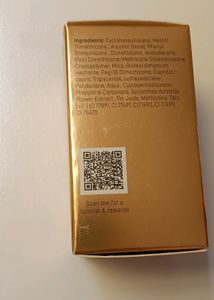 Ingredients: Cyclohexasiloxane, Methyl
Trimethicone, Alcohol Denat, Phenyl
Trimethicone, Dimethicone, Isododecane,
Vinyl Dimethicone/Methicone Silsesquioxane
Crosspolymer, Mica, Disteardimonium
Hectorite, Peg-10 Dimethicone, Caprylic/-
capric Triglyceride, Isohexadecane,
Polybutene, Aqua, Cyclopentasiloxane,
Propylene Carbonate, Spilanthes Acmella
Flower Extract, Tin Oxide, Methicone, Talc,
(+/-) CI 77891, CI 77491, CI 77492, CI 77499,
CI 75470
Scan me for a
tutorial & rewards